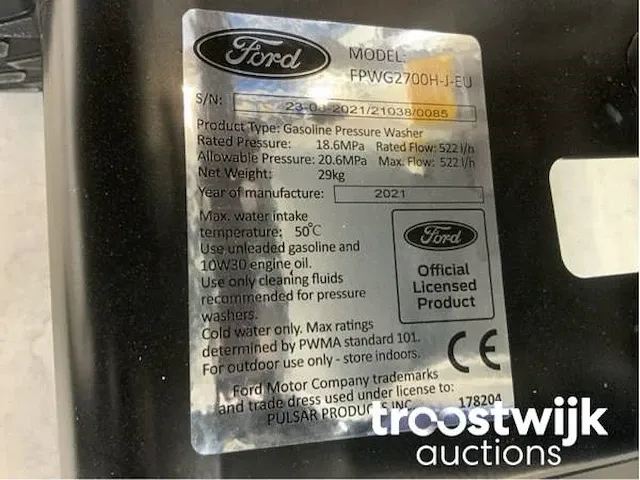 Ford
MODEL:
FPWG2700H-J-EU
S/N:
Product Type: Gasoline Pressure Washer
Rated Pressure: 18.6MPa Rated Flow: 522 l/h
Allowable Pressure: 20.6MPa Max. Flow: 522 l/h
Net Weight: 29kg
Year of manufacture: 2021
Max. water intake
temperature: 50℃
Use unleaded gasoline and
10W30 engine oil.
Use only cleaning fluids
recommended for pressure
washers.
Cold water only. Max ratings
determined by PWMA standard 101.
For outdoor use only - store indoors.
Ford
Official
Licensed
Product
CE
Ford Motor Company trademarks
and trade dress used under license to:
PULSAR PRODUCTS INC 178204
troostwijk
auctions